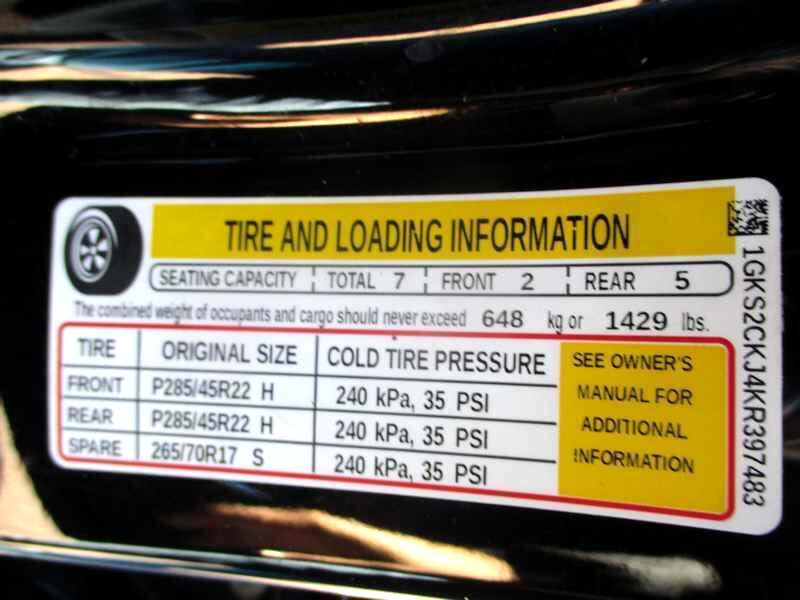 TIRE AND LOADING INFORMATION
SEATING CAPACITY TOTAL 7 FRONT 2 REAR 5
The combined weight of occupants and cargo should never exceed 648 kg or 1429 lbs.
TIRE ORIGINAL SIZE COLD TIRE PRESSURE
FRONT P285/45R22 H 240 kPa, 35 PSI
REAR P285/45R22 H 240 kPa, 35 PSI
SPARE 265/70R17 S 240 kPa, 35 PSI
SEE OWNER'S
MANUAL FOR
ADDITIONAL
INFORMATION
1GKS2CKJ4KR397483